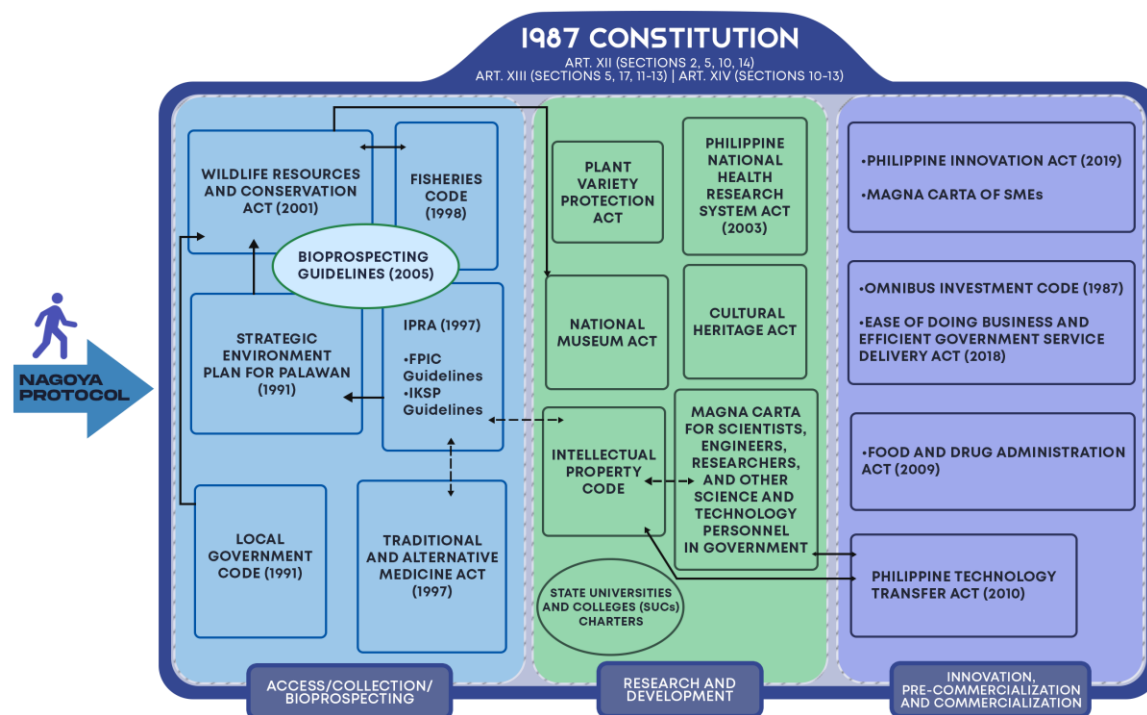 1987 CONSTITUTION
ART. XII (SECTIONS 2, 5, 10, 14)
ART. XIII (SECTIONS 5, 17, 11-13) | ART. XIV (SECTIONS 10-13)
NAGOYA
PROTOCOL
WILDLIFE RESOURCES
AND CONSERVATION
ACT (2001)
FISHERIES
CODE
(1998)
BIOPROSPECTING
GUIDELINES (2005)
STRATEGIC
ENVIRONMENT
PLAN FOR PALAWAN
(1991)
IPRA (1997)
•FPIC
Guidelines
•IKSP
Guidelines
LOCAL
GOVERNMENT
CODE (1991)
TRADITIONAL
AND ALTERNATIVE
MEDICINE ACT
(1997)
ACCESS/COLLECTION/
BIOPROSPECTING
PLANT
VARIETY
PROTECTION
ACT
PHILIPPINE
NATIONAL
HEALTH
RESEARCH
SYSTEM ACT
(2003)
NATIONAL
MUSEUM ACT
CULTURAL
HERITAGE ACT
INTELLECTUAL
PROPERTY
CODE
MAGNA CARTA
FOR SCIENTISTS,
ENGINEERS,
RESEARCHERS,
AND OTHER
SCIENCE AND
TECHNOLOGY
PERSONNEL
IN GOVERNMENT
STATE UNIVERSITIES
AND COLLEGES (SUCs)
CHARTERS
RESEARCH AND
DEVELOPMENT
•PHILIPPINE INNOVATION ACT (2019)
•MAGNA CARTA OF SMEs
•OMNIBUS INVESTMENT CODE (1987)
•EASE OF DOING BUSINESS AND
EFFICIENT GOVERNMENT SERVICE
DELIVERY ACT (2018)
•FOOD AND DRUG ADMINISTRATION
ACT (2009)
PHILIPPINE TECHNOLOGY
TRANSFER ACT (2010)
INNOVATION,
PRE-COMMERCIALIZATION
AND COMMERCIALIZATION